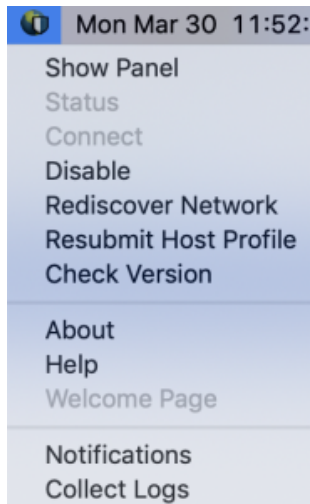 Mon Mar 30 11:52:
Show Panel
Status
Connect
Disable
Rediscover Network
Resubmit Host Profile
Check Version
About
Help
Welcome Page
Notifications
Collect Logs